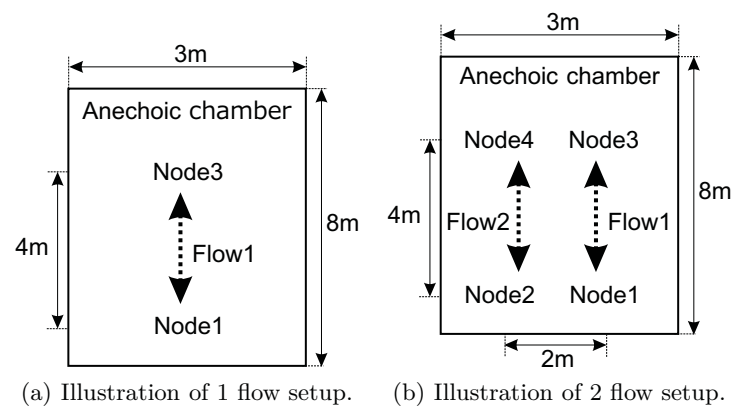 3m
Anechoic chamber
Node3
4m
Flow1
8m
Node1
(a) Illustration of 1 flow setup.
3m
Anechoic chamber
Node4 Node3
4m
Flow2 Flow1
8m
Node2 Node1
2m
(b) Illustration of 2 flow setup.